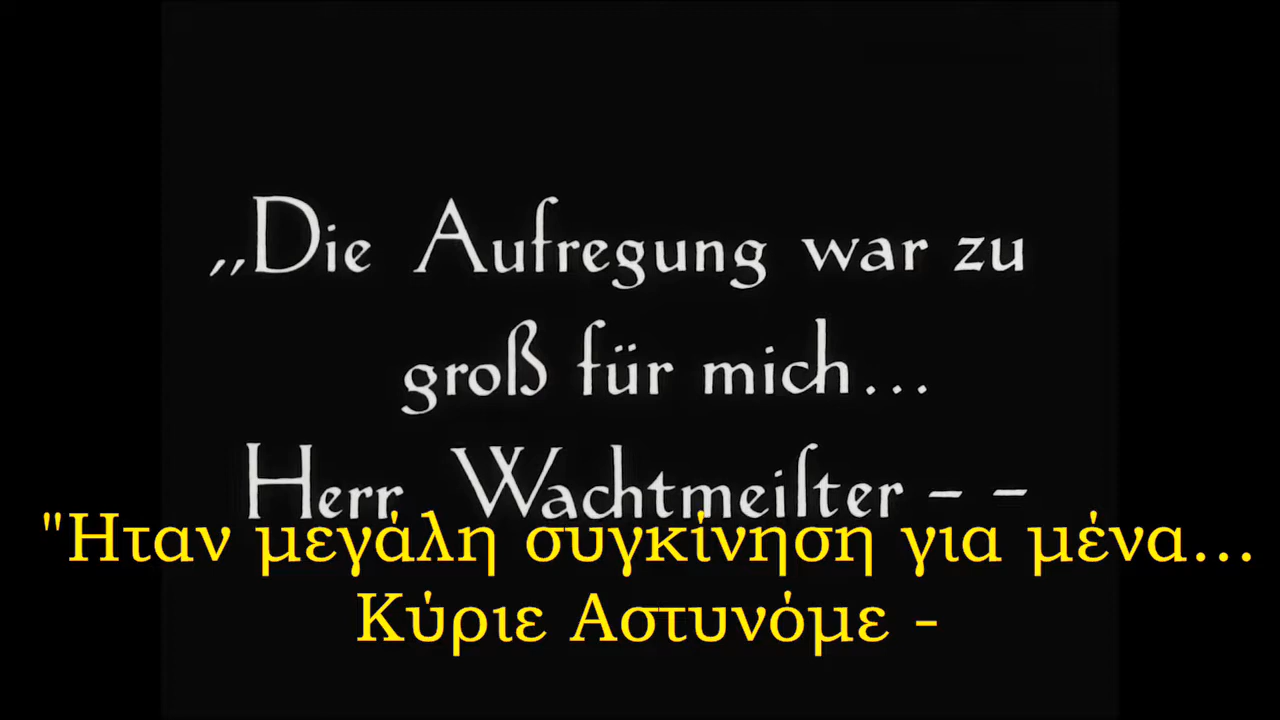 „Die Aufregung war zu
groß für mich...
Herr Wachtmeiſter – –
"Ηταν μεγάλη συγκίνηση για μένα...
Κύριε Αστυνόμε -